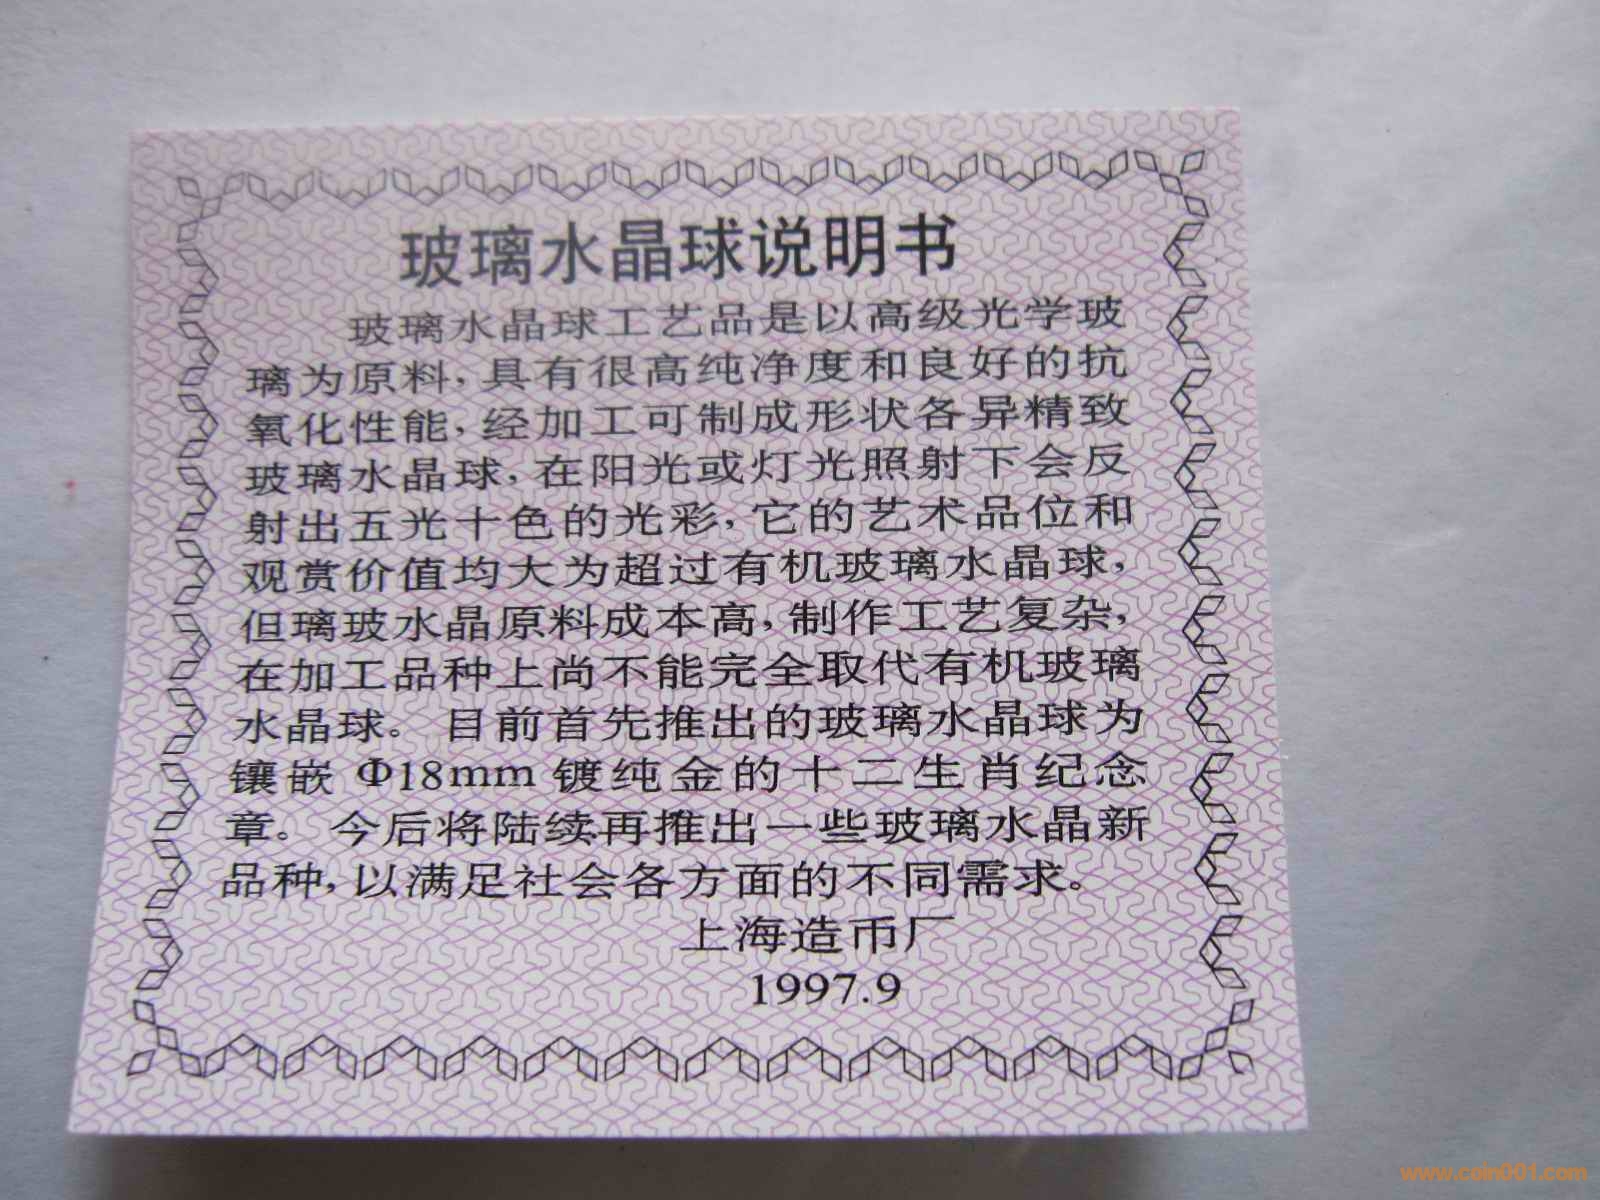 玻璃水晶球说明书
玻璃水晶球工艺品是以高级光学玻
璃为原料,具有很高纯净度和良好的抗
氧化性能,经加工可制成形状各异精致
玻璃水晶球,在阳光或灯光照射下会反
射出五光十色的光彩,它的艺术品位和
观赏价值均大为超过有机玻璃水晶球,
但璃玻水晶原料成本高,制作工艺复杂,
在加工品种上尚不能完全取代有机玻璃
水晶球。目前首先推出的玻璃水晶球为
镶嵌 Φ18mm 镀纯金的十二生肖纪念
章。今后将陆续再推出一些玻璃水晶新
品种,以满足社会各方面的不同需求。
上海造币厂
1997.9
www.coin001.com